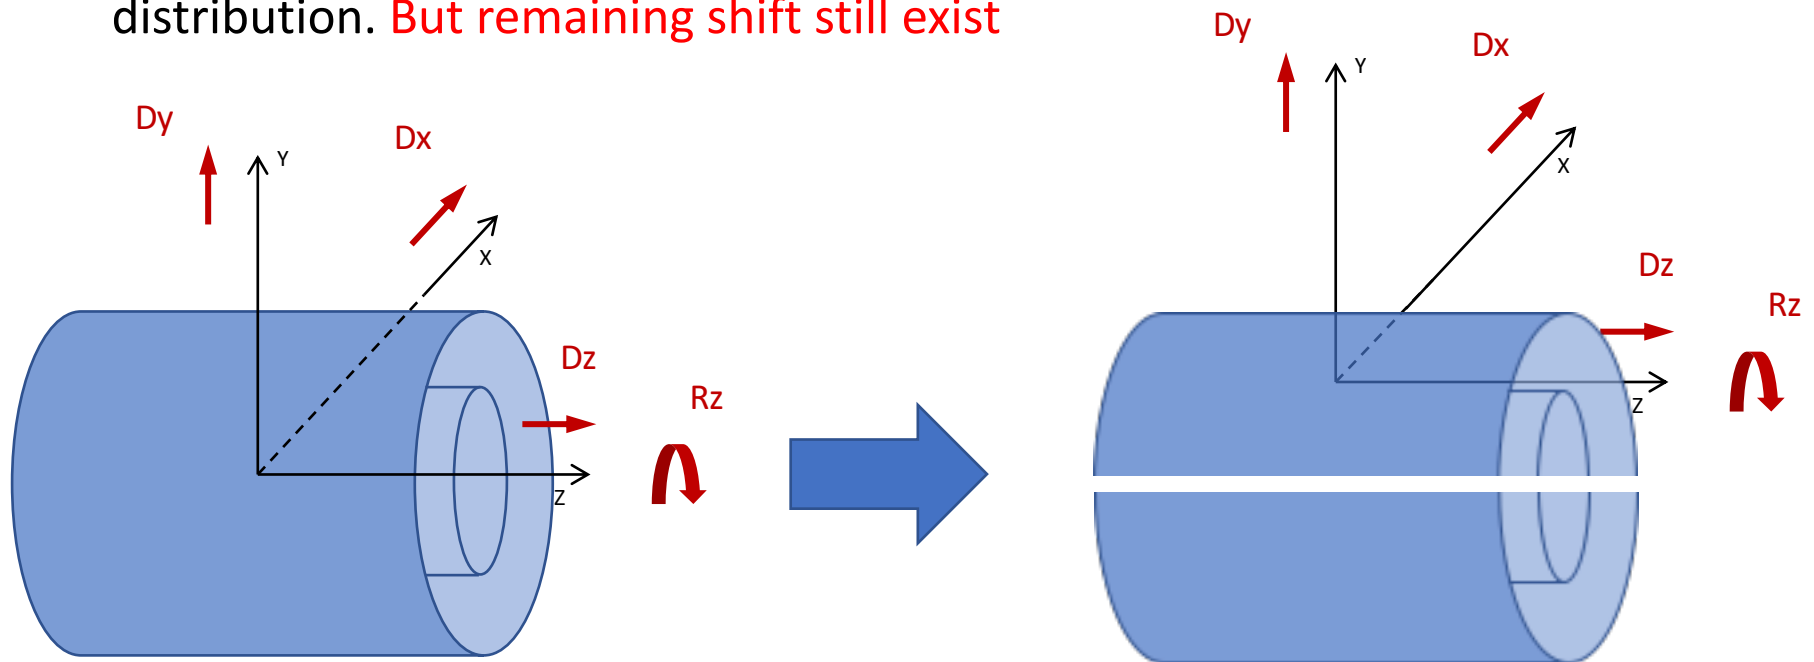 distribution. But remaining shift still exist
Dy
Dx
Y
X
Dz
Rz
Z
Dy
Dx
Y
X
Dz
Rz
Z